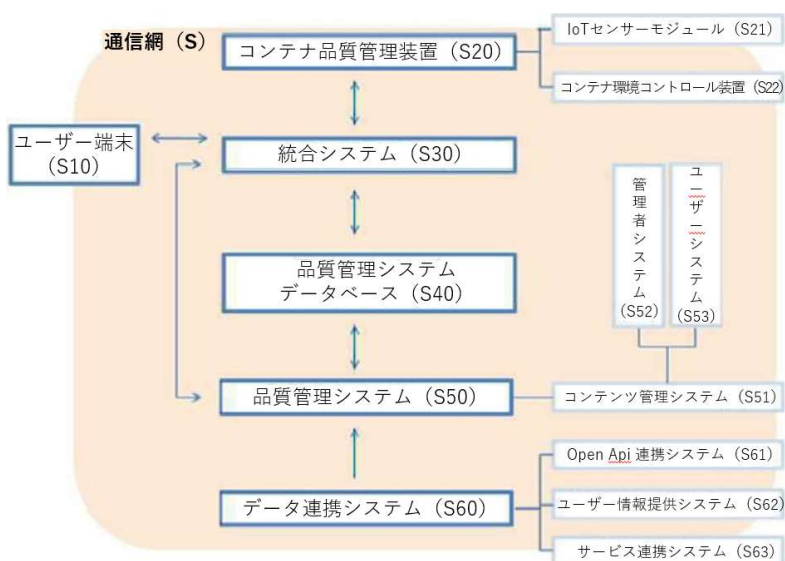 通信網（S）
コンテナ品質管理装置（S20）
IoTセンサーモジュール（S21）
コンテナ環境コントロール装置（S22）
ユーザー端末
（S10）
統合システム（S30）
品質管理システム
データベース（S40）
管理者システム
（S52）
ユーザーシステム
（S53）
品質管理システム（S50）
コンテンツ管理システム（S51）
データ連携システム（S60）
Open Api 連携システム（S61）
ユーザー情報提供システム（S62）
サービス連携システム（S63）